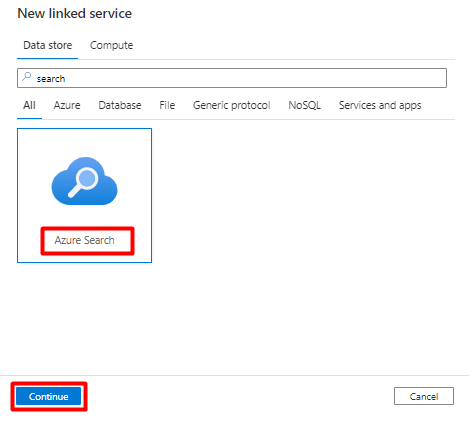 New linked service
Data store Compute
search
All Azure Database File Generic protocol NoSQL Services and apps
Azure Search
Continue Cancel